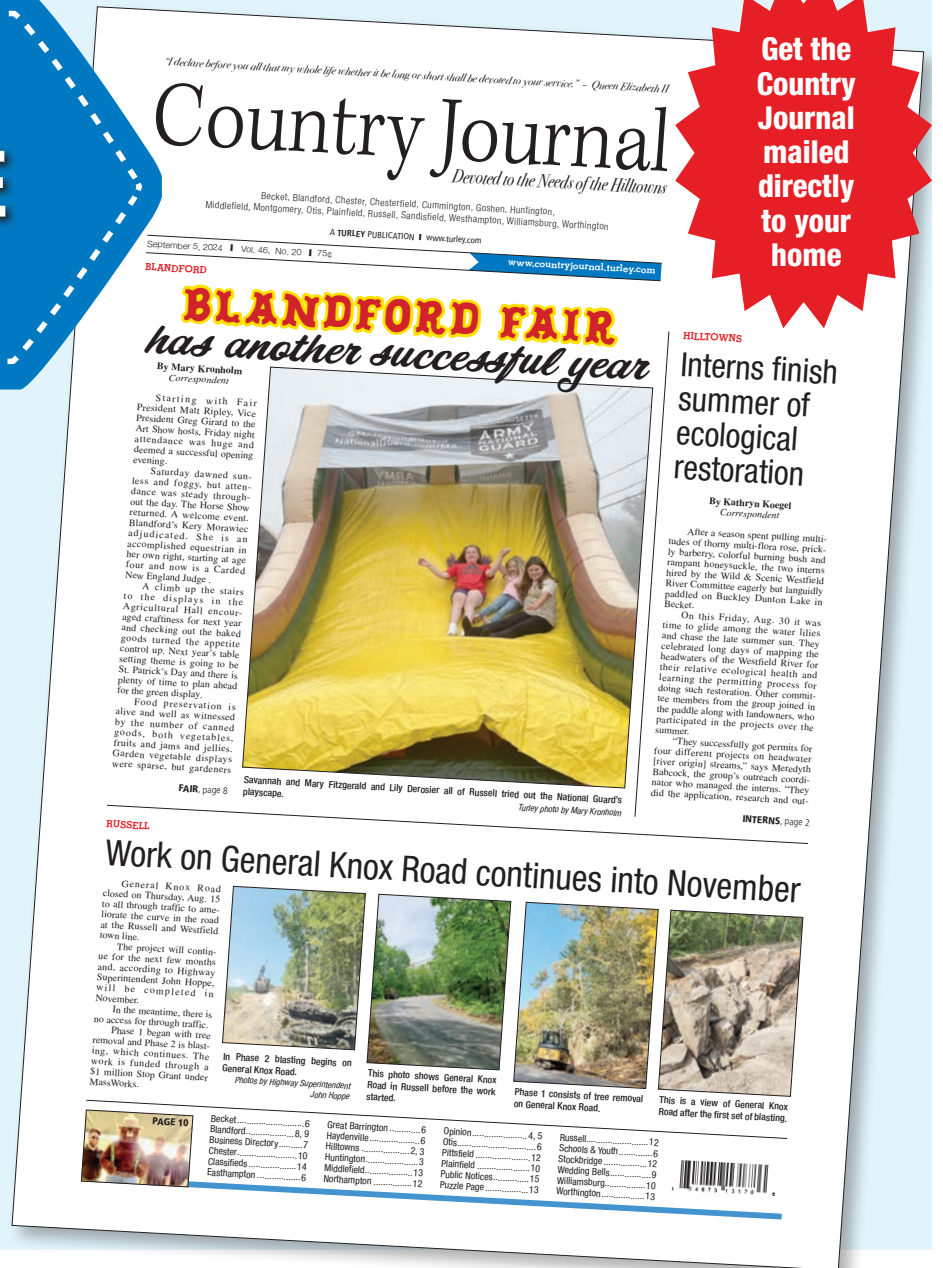 E
Get the
Country
Journal
mailed
directly
to your
home
"I declare before you all that my whole life whether it be long or short shall be devoted to your service." – Queen Elizabeth II
Country Journal
Devoted to the Needs of the Hilltowns
Becket, Blandford, Chester, Chesterfield, Cummington, Goshen, Huntington,
Middlefield, Montgomery, Otis, Plainfield, Russell, Sandisfield, Westhampton, Williamsburg, Worthington
A TURLEY PUBLICATION I www.turley.com
September 5, 2024 I Vol. 46, No. 20 I 75¢
www.countryjournal.turley.com
BLANDFORD
BLANDFORD FAIR
has another successful year
By Mary Kronholm
Correspondent
Starting with Fair
President Matt Ripley, Vice
President Greg Girard to the
Art Show hosts, Friday night
attendance was huge and
deemed a successful opening
evening.
Saturday dawned sun-
less and foggy, but atten-
dance was steady through-
out the day. The Horse Show
returned. A welcome event.
Blandford's Kery Morawiec
adjudicated. She is an
accomplished equestrian in
her own right, starting at age
four and now is a Carded
New England Judge .
A climb up the stairs
to the displays in the
Agricultural Hall encour-
aged craftiness for next year
and checking out the baked
goods turned the appetite
control up. Next year's table
setting theme is going to be
St. Patrick's Day and there is
plenty of time to plan ahead
for the green display.
Food preservation is
alive and well as witnessed
by the number of canned
goods, both vegetables,
fruits and jams and jellies.
Garden vegetable displays
were sparse, but gardeners
FAIR, page 8
ARMY
NATIONAL
GUARD
Savannah and Mary Fitzgerald and Lily Derosier all of Russell tried out the National Guard's
playscape.
Turley photo by Mary Kronholm
HILLTOWNS
Interns finish
summer of
ecological
restoration
By Kathryn Koegel
Correspondent
After a season spent pulling multi-
tudes of thorny multi-flora rose, prick-
ly barberry, colorful burning bush and
rampant honeysuckle, the two interns
hired by the Wild & Scenic Westfield
River Committee eagerly but languidly
paddled on Buckley Dunton Lake in
Becket.
On this Friday, Aug. 30 it was
time to glide among the water lilies
and chase the late summer sun. They
celebrated long days of mapping the
headwaters of the Westfield River for
their relative ecological health and
learning the permitting process for
doing such restoration. Other commit-
tee members from the group joined in
the paddle along with landowners, who
participated in the projects over the
summer.
"They successfully got permits for
four different projects on headwater
[river origin] streams," says Meredyth
Babcock, the group's outreach coordi-
nator who managed the interns. "They
did the application, research and out-
INTERNS, page 2
RUSSELL
Work on General Knox Road continues into November
General Knox Road
closed on Thursday, Aug. 15
to all through traffic to ame-
liorate the curve in the road
at the Russell and Westfield
town line.
The project will contin-
ue for the next few months
and, according to Highway
Superintendent John Hoppe,
will be completed in
November.
In the meantime, there is
no access for through traffic.
Phase 1 began with tree
removal and Phase 2 is blast-
ing, which continues. The
work is funded through a
$1 million Stop Grant under
MassWorks.
In Phase 2 blasting begins on
General Knox Road.
Photos by Highway Superintendent
John Hoppe
This photo shows General Knox
Road in Russell before the work
started.
Phase 1 consists of tree removal
on General Knox Road.
This is a view of General Knox
Road after the first set of blasting.
PAGE 10
Becket..................6
Blandford..................8, 9
Business Directory.........7
Chester..................10
Classifieds..................14
Easthampton..................6
Great Barrington..........6
Haydenville..................6
Hilltowns..................2, 3
Huntington..................3
Middlefield..................13
Northampton..................12
Opinion..................4, 5
Otis..................6
Pittsfield..................12
Plainfield..................10
Public Notices..................15
Puzzle Page..................13
Russell..................12
Schools & Youth..........6
Stockbridge..................12
Wedding Bells..................9
Williamsburg..................10
Worthington..................13